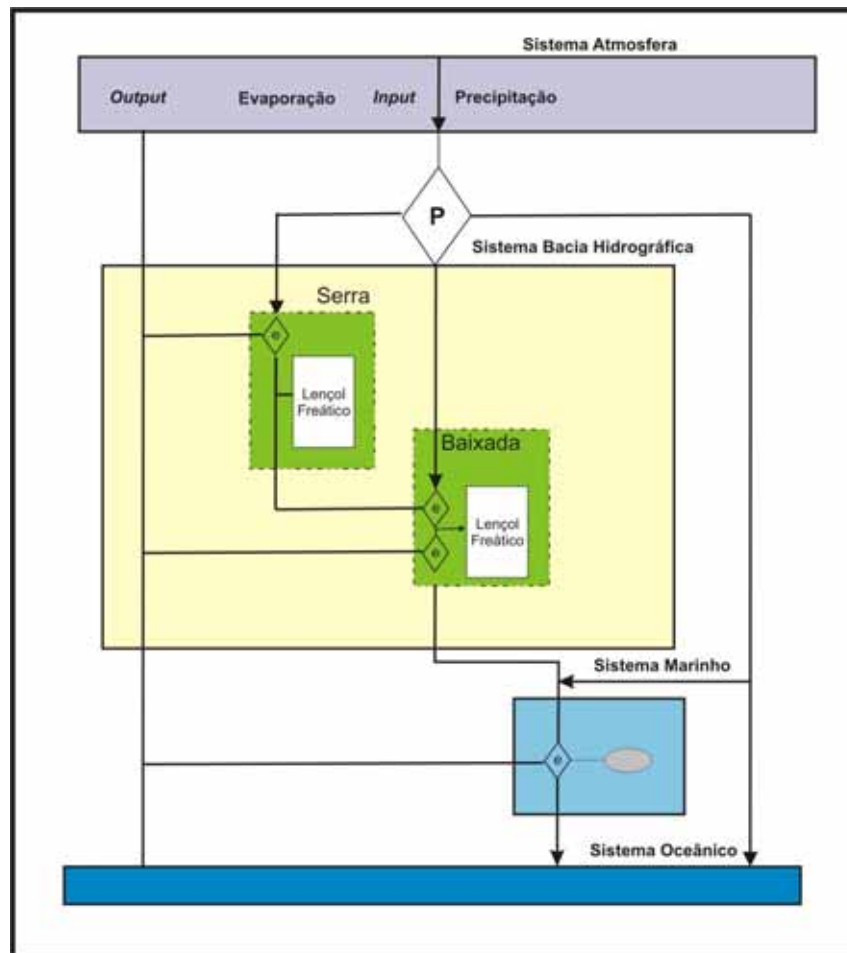 Sistema Atmosfera
Output Evaporação Input Precipitação
P
Sistema Bacia Hidrográfica
Serra
e
Lençol
Freático
Baixada
e
Lençol
Freático
e
Sistema Marinho
e
Sistema Oceânico